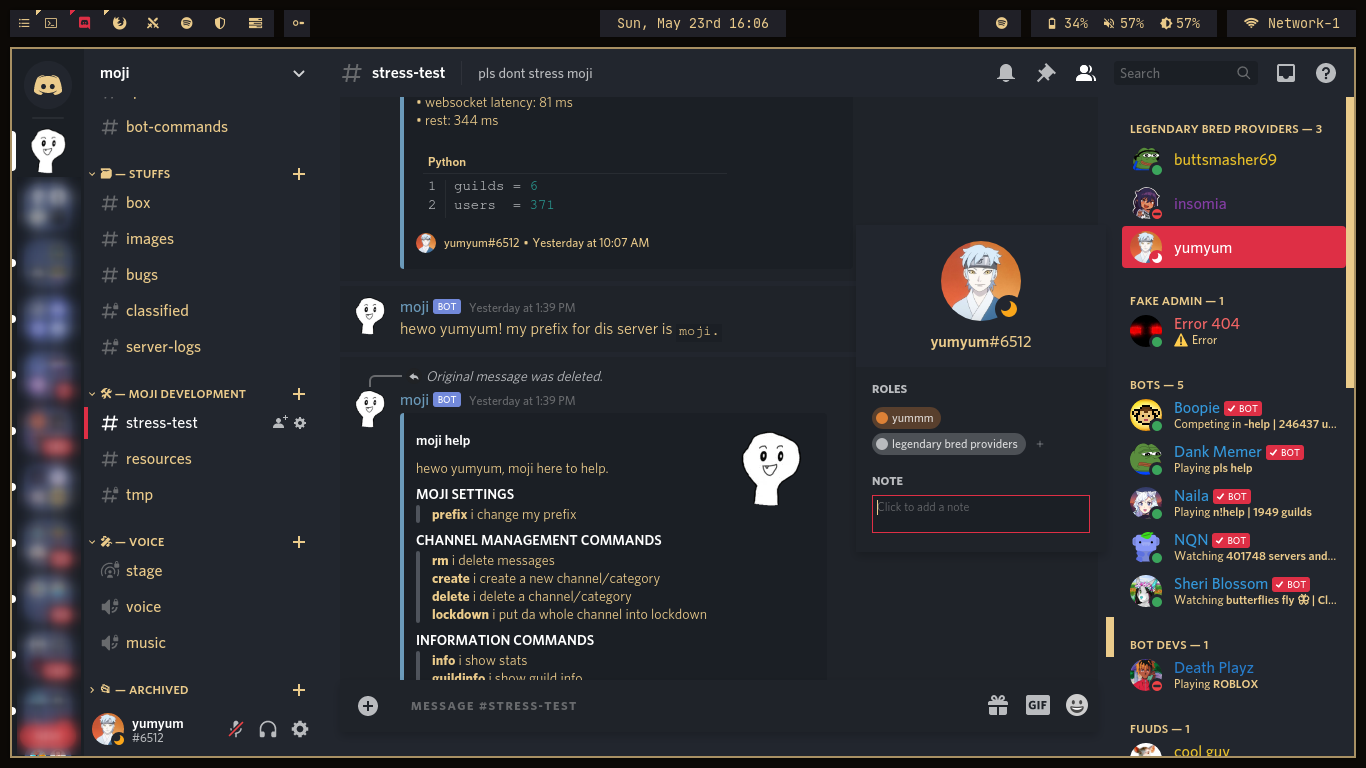 Sun, May 23rd 16:06
34%
57%
57%
Network-1
moji
bot-commands
— STUFFS
box
images
bugs
classified
server-logs
— MOJI DEVELOPMENT
stress-test
resources
tmp
— VOICE
stage
voice
music
— ARCHIVED
yumyum
#6512
stress-test
pls dont stress moji
Search
• websocket latency: 81 ms
• rest: 344 ms
Python
1 guilds = 6
2 users = 371
yumyum#6512 • Yesterday at 10:07 AM
moji BOT Yesterday at 1:39 PM
hewo yumyum! my prefix for dis server is moji.
Original message was deleted.
moji BOT Yesterday at 1:39 PM
moji help
hewo yumyum, moji here to help.
MOJI SETTINGS
prefix i change my prefix
CHANNEL MANAGEMENT COMMANDS
rm i delete messages
create i create a new channel/category
delete i delete a channel/category
lockdown i put da whole channel into lockdown
INFORMATION COMMANDS
info i show stats
guildinfo i show guild info
MESSAGE #STRESS-TEST
GIF
yumyum#6512
ROLES
yummm
legendary bred providers
+
NOTE
Click to add a note
LEGENDARY BRED PROVIDERS — 3
buttsmasher69
insomia
yumyum
FAKE ADMIN — 1
Error 404
Error
BOTS — 5
Boopie BOT
Competing in -help | 246437 u...
Dank Memer BOT
Playing pls help
Naila BOT
Playing n!help | 1949 guilds
NQN BOT
Watching 401748 servers and...
Sheri Blossom BOT
Watching butterflies fly 🦋 | Cl...
BOT DEVS — 1
Death Playz
Playing ROBLOX
FUUDS — 1
cool guy